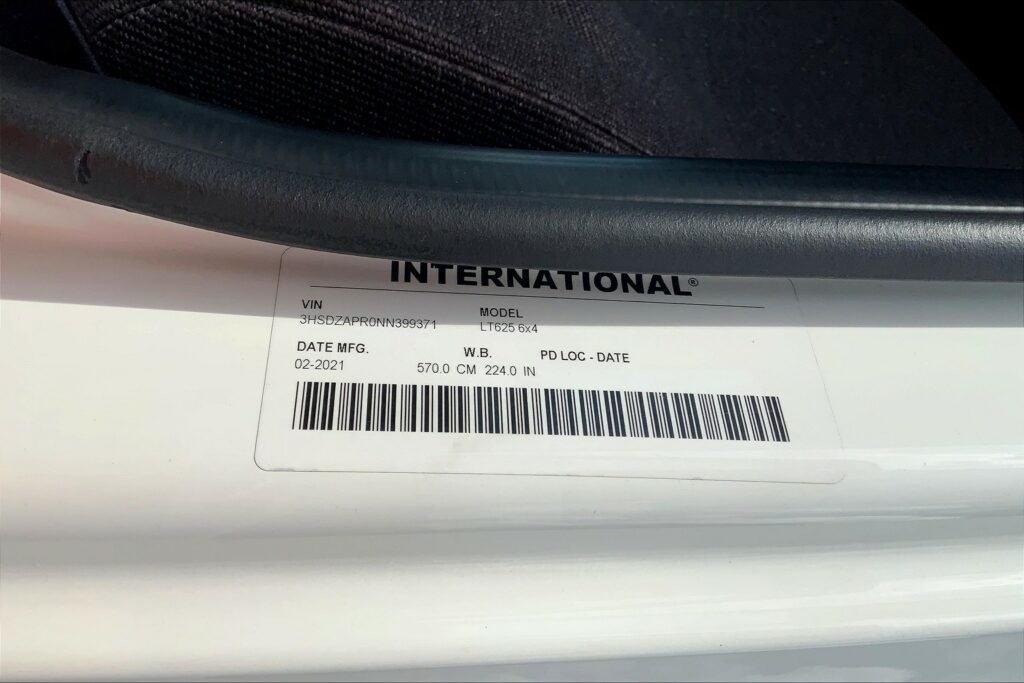 INTERNATIONAL®
VIN
MODEL
3HSDZAPR0NN399371
LT625 6x4
DATE MFG.
W.B.
PD LOC - DATE
02-2021
570.0 CM 224.0 IN